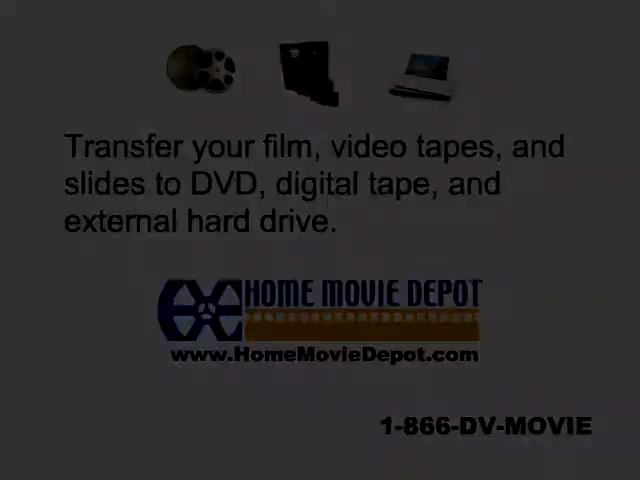 Transfer your film, video tapes, and
slides to DVD, digital tape, and
external hard drive.
HOME MOVIE DEPOT
www.HomeMovieDepot.com
1-866-DV-MOVIE